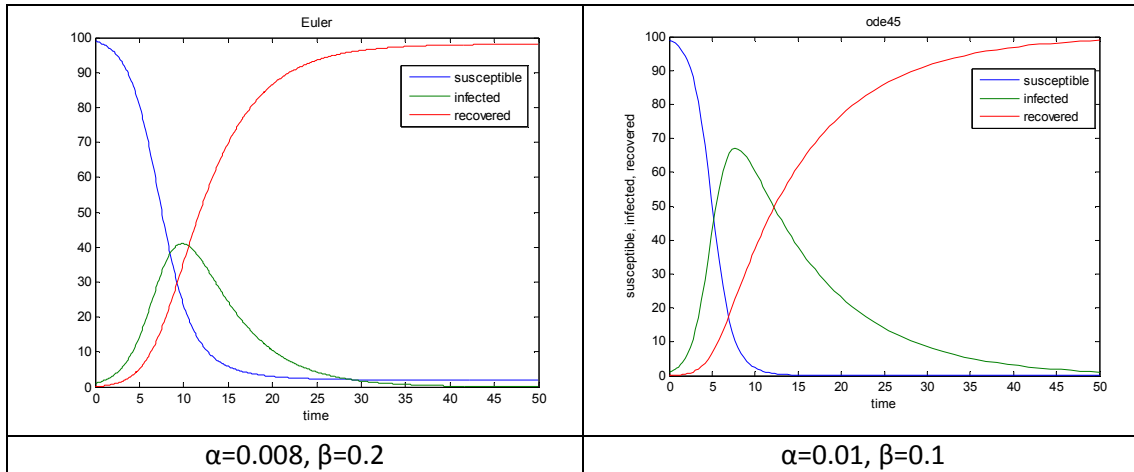 Euler
100
90
80
70
60
50
40
30
20
10
0
susceptible
infected
recovered
0 5 10 15 20 25 30 35 40 45 50
time
ode45
susceptible, infected, recovered
100
90
80
70
60
50
40
30
20
10
0
susceptible
infected
recovered
0 5 10 15 20 25 30 35 40 45 50
time
α=0.008, β=0.2
α=0.01, β=0.1